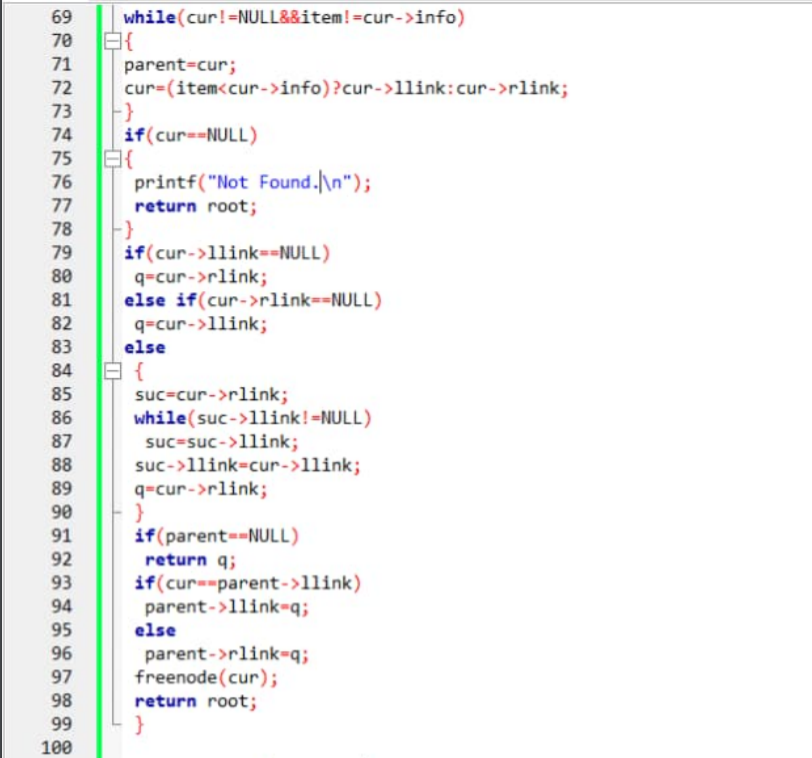 69 while(cur!=NULL&&item!=cur->info)
70 {
71 parent=cur;
72 cur=(item<cur->info)?cur->llink:cur->rlink;
73 }
74 if(cur==NULL)
75 {
76 printf("Not Found.\n");
77 return root;
78 }
79 if(cur->llink==NULL)
80 q=cur->rlink;
81 else if(cur->rlink==NULL)
82 q=cur->llink;
83 else
84 {
85 suc=cur->rlink;
86 while(suc->llink!=NULL)
87 suc=suc->llink;
88 suc->llink=cur->llink;
89 q=cur->rlink;
90 }
91 if(parent==NULL)
92 return q;
93 if(cur==parent->llink)
94 parent->llink=q;
95 else
96 parent->rlink=q;
97 freenode(cur);
98 return root;
99 }
100